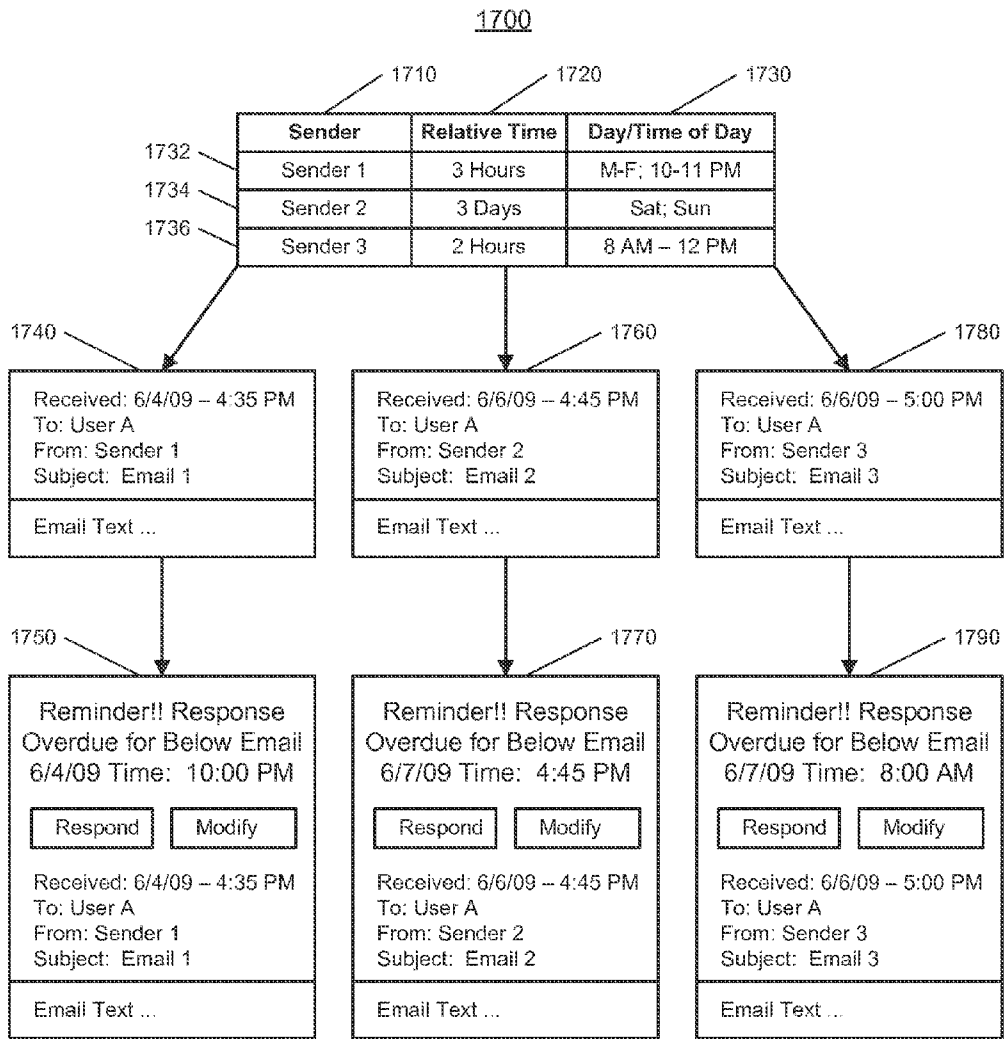 1700
1710 1720 1730
Sender Relative Time Day/Time of Day
1732 Sender 1 3 Hours M-F; 10-11 PM
1734 Sender 2 3 Days Sat; Sun
1736 Sender 3 2 Hours 8 AM – 12 PM
1740
Received: 6/4/09 – 4:35 PM
To: User A
From: Sender 1
Subject: Email 1
Email Text ...
1760
Received: 6/6/09 – 4:45 PM
To: User A
From: Sender 2
Subject: Email 2
Email Text ...
1780
Received: 6/6/09 – 5:00 PM
To: User A
From: Sender 3
Subject: Email 3
Email Text ...
1750
Reminder!! Response
Overdue for Below Email
6/4/09 Time: 10:00 PM
Respond Modify
Received: 6/4/09 – 4:35 PM
To: User A
From: Sender 1
Subject: Email 1
Email Text ...
1770
Reminder!! Response
Overdue for Below Email
6/7/09 Time: 4:45 PM
Respond Modify
Received: 6/6/09 – 4:45 PM
To: User A
From: Sender 2
Subject: Email 2
Email Text ...
1790
Reminder!! Response
Overdue for Below Email
6/7/09 Time: 8:00 AM
Respond Modify
Received: 6/6/09 – 5:00 PM
To: User A
From: Sender 3
Subject: Email 3
Email Text ...